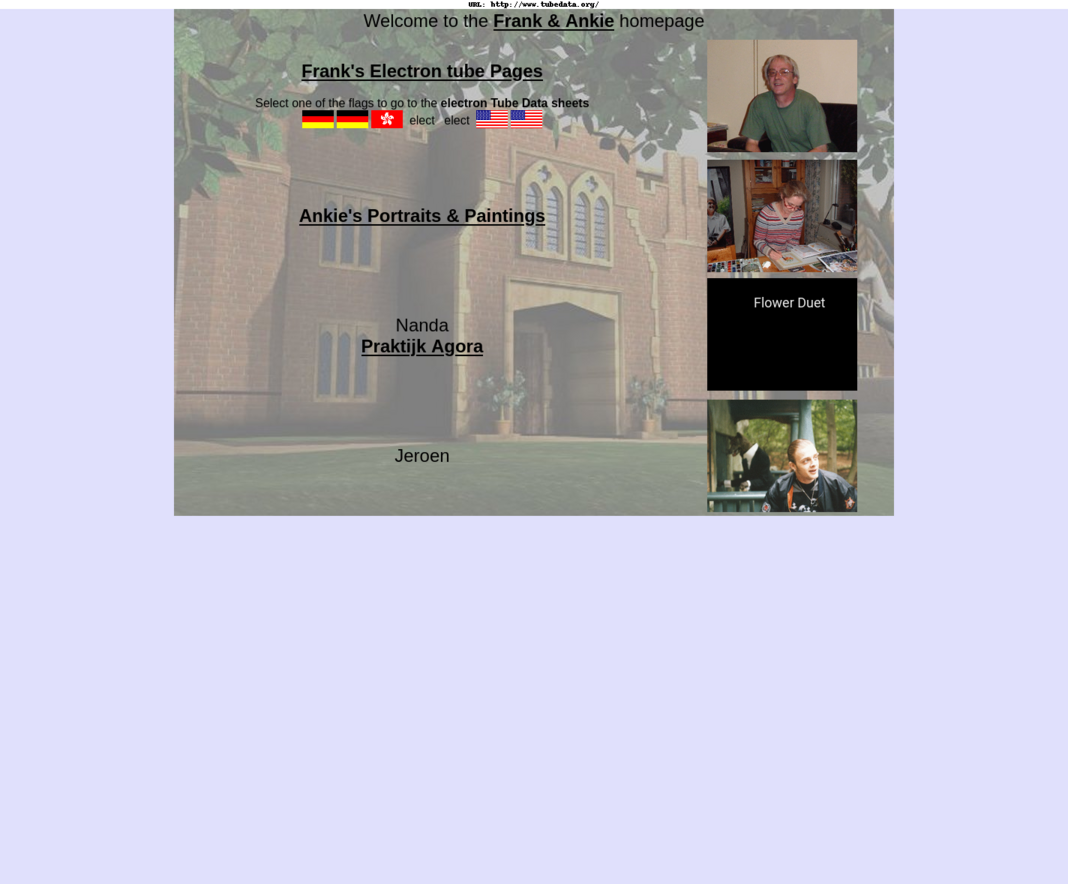 URL: http://www.tubedata.org/
Welcome to the Frank & Ankie homepage
Frank's Electron tube Pages
Select one of the flags to go to the electron Tube Data sheets
elect elect
Ankie's Portraits & Paintings
Flower Duet
Nanda
Praktijk Agora
Jeroen